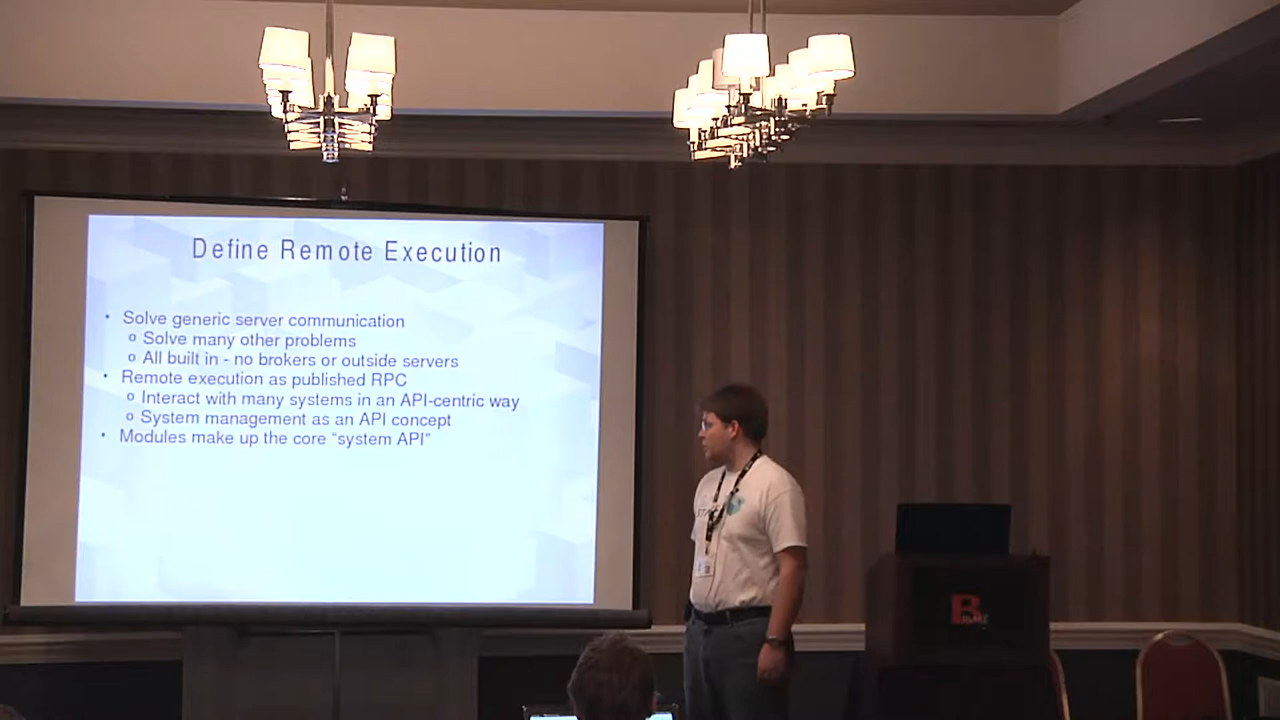 Define Remote Execution
• Solve generic server communication
o Solve many other problems
o All built in - no brokers or outside servers
• Remote execution as published RPC
o Interact with many systems in an API-centric way
o System management as an API concept
• Modules make up the core “system API”